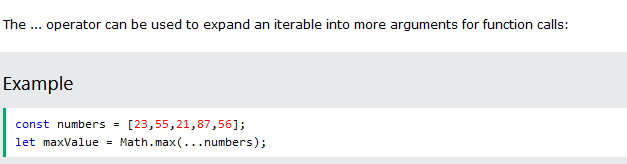 The ... operator can be used to expand an iterable into more arguments for function calls:
Example
const numbers = [23,55,21,87,56];
let maxValue = Math.max(...numbers);